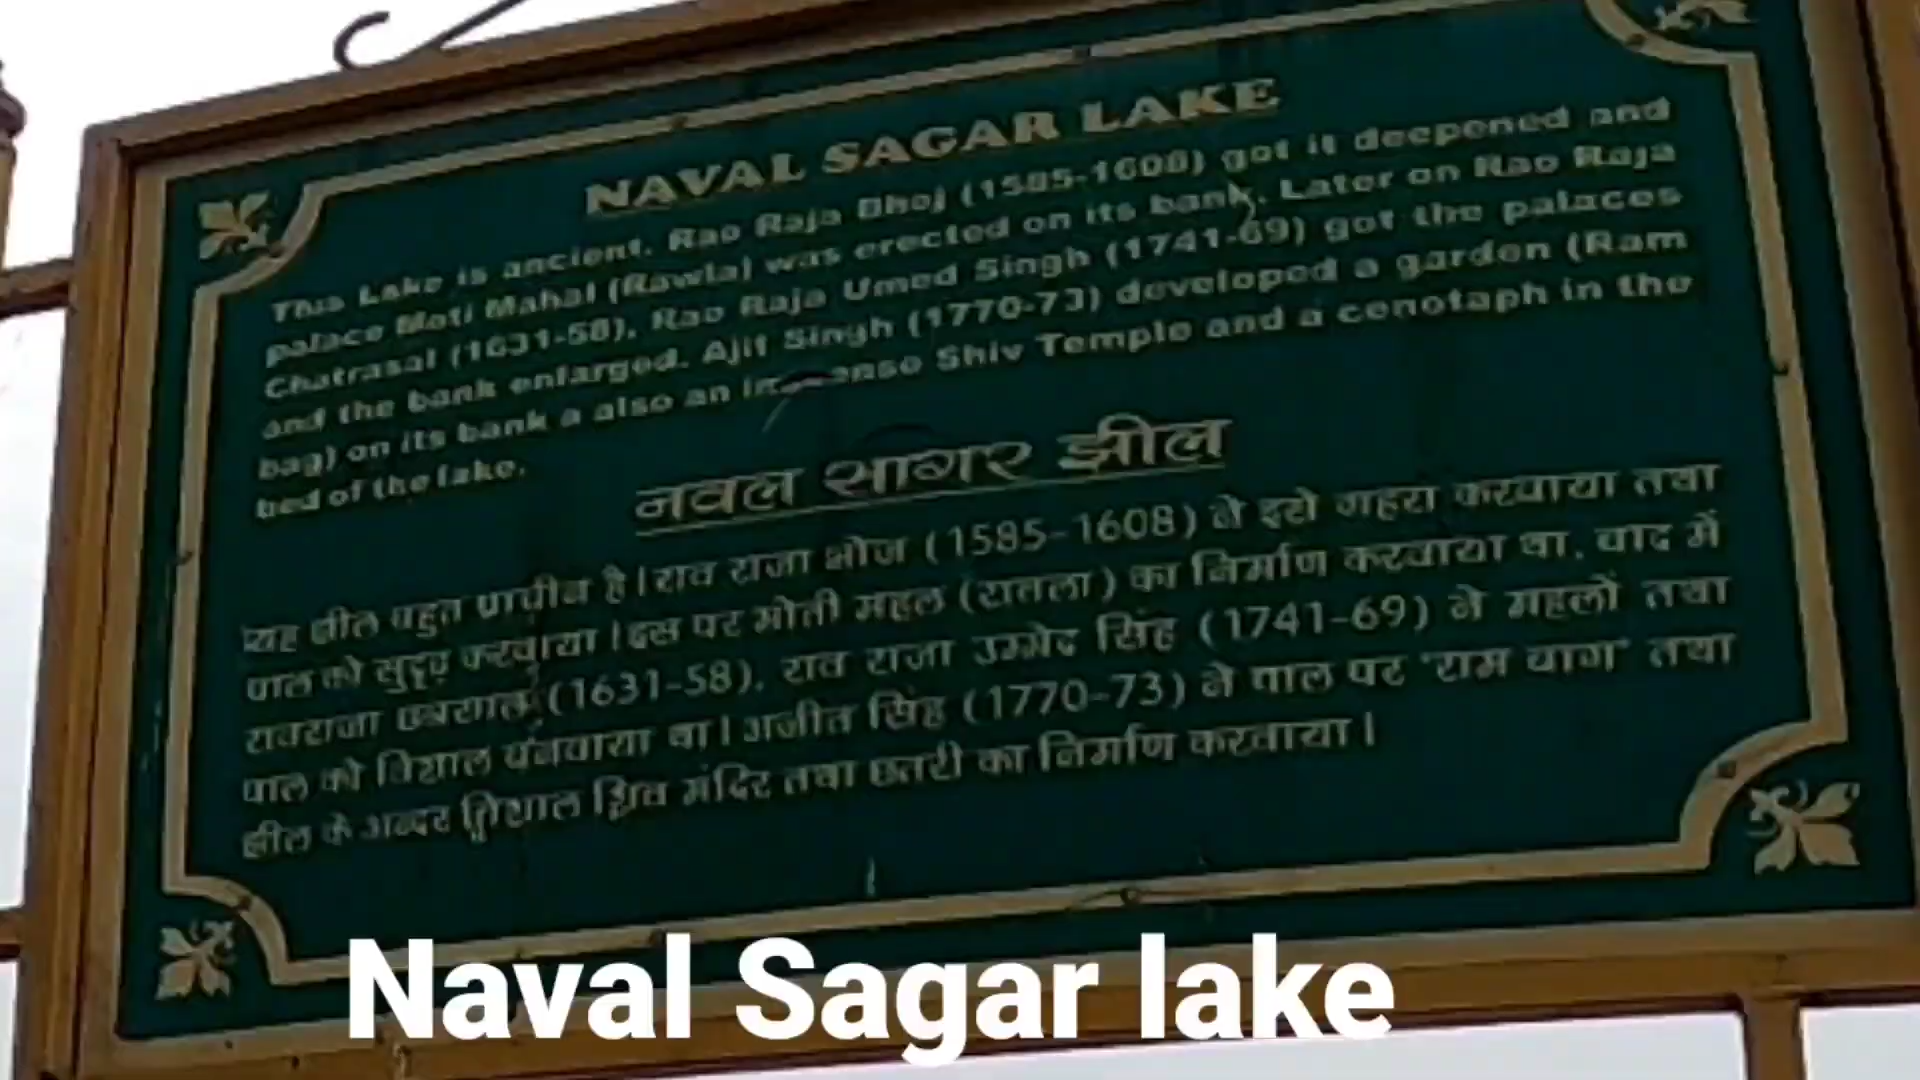 NAVAL SAGAR LAKE
This Lake is ancient. Rao Raja Bhoj (1585-1608) got it deepened and
palace Moti Mahal (Rawla) was erected on its bank. Later on Rao Raja
Chatrasal (1631-58), Rao Raja Umed Singh (1741-69) got the palaces
and the bank enlarged. Ajit Singh (1770-73) developed a garden (Ram
bag) on its bank a also an Shiv Temple and a cenotaph in the
bed of the lake.
नवल सागर झील
यह झील बहुत प्राचीन है। राव राजा भोज (1585-1608) ने इसे गहरा करवाया तथा
पाल को सुदृढ़ करवाया। इस पर मोती महल (रावला) का निर्माण करवाया था, बाद में
रावराजा छत्रसाल (1631-58), राव राजा उम्मेद सिंह (1741-69) ने महलों तथा
पाल को विशाल बनवाया था। अजीत सिंह (1770-73) ने पाल पर 'राम बाग' तथा
झील के अन्दर विशाल शिव मंदिर तथा छतरी का निर्माण करवाया।
Naval Sagar lake